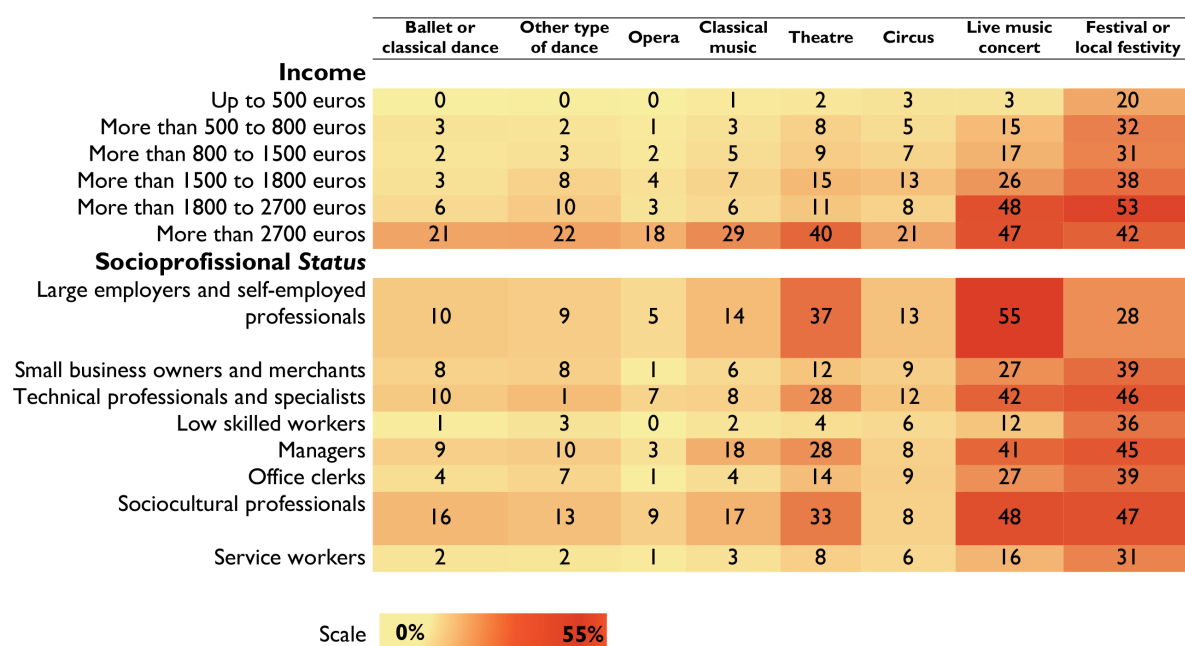 Ballet or classical dance Other type of dance Opera Classical music Theatre Circus Live music concert Festival or local festivity
Income
Up to 500 euros 0 0 0 1 2 3 3 20
More than 500 to 800 euros 3 2 1 3 8 5 15 32
More than 800 to 1500 euros 2 3 2 5 9 7 17 31
More than 1500 to 1800 euros 3 8 4 7 15 13 26 38
More than 1800 to 2700 euros 6 10 3 6 11 8 48 53
More than 2700 euros 21 22 18 29 40 21 47 42
Socioprofissional Status
Large employers and self-employed
professionals 10 9 5 14 37 13 55 28
Small business owners and merchants 8 8 1 6 12 9 27 39
Technical professionals and specialists 10 1 7 8 28 12 42 46
Low skilled workers 1 3 0 2 4 6 12 36
Managers 9 10 3 18 28 8 41 45
Office clerks 4 7 1 4 14 9 27 39
Sociocultural professionals 16 13 9 17 33 8 48 47
Service workers 2 2 1 3 8 6 16 31
Scale 0% 55%